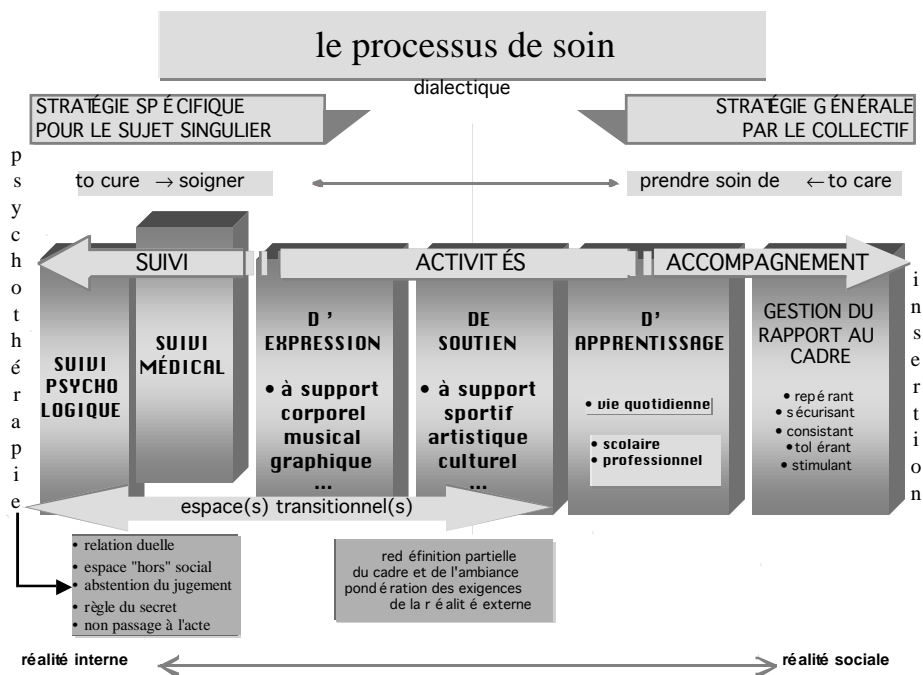 le processus de soin
dialectique
STRATÉGIE SPÉCIFIQUE
POUR LE SUJET SINGULIER
STRATÉGIE GÉNÉRALE
PAR LE COLLECTIF
psychothérapie
to cure → soigner
prendre soin de ← to care
insertion
SUIVI
ACTIVITÉS
ACCOMPAGNEMENT
SUIVI
PSYCHO
LOGIQUE
SUIVI
MÉDICAL
D'
EXPRESSION
• à support
corporel
musical
graphique
...
DE
SOUTIEN
• à support
sportif
artistique
culturel
...
D'
APPRENTISSAGE
• vie quotidienne
• scolaire
• professionnel
GESTION DU
RAPPORT AU
CADRE
• repérant
• sécurisant
• consistant
• tolérant
• stimulant
espace(s) transitionnel(s)
• relation duelle
• espace "hors" social
• abstention du jugement
• règle du secret
• non passage à l'acte
redéfinition partielle
du cadre et de l'ambiance
pondération des exigences
de la réalité externe
réalité interne
réalité sociale